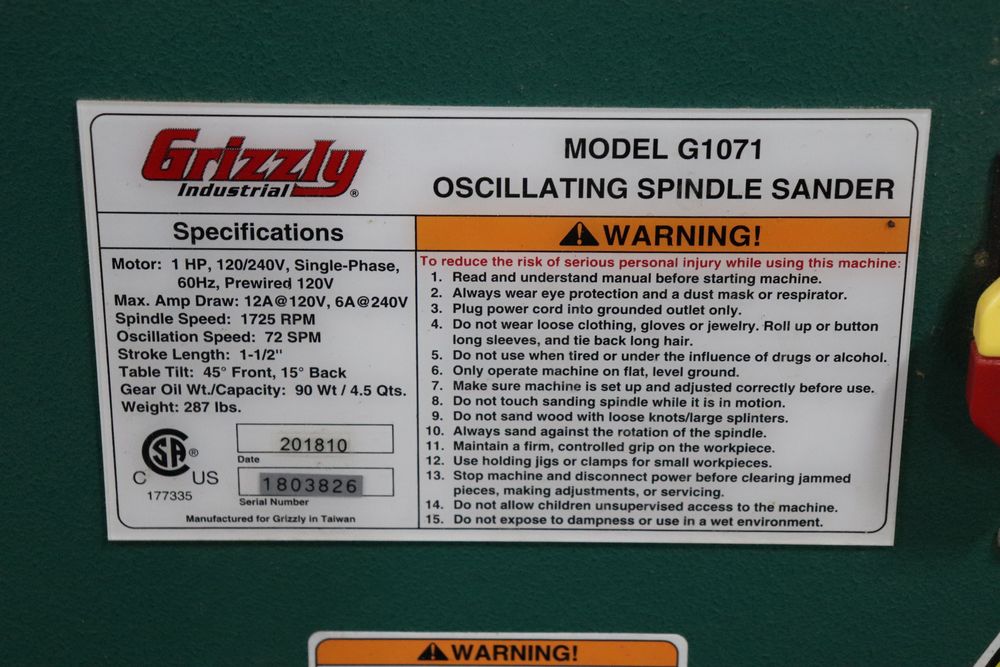 Grizzly
Industrial®
MODEL G1071
OSCILLATING SPINDLE SANDER
Specifications
Motor: 1 HP, 120/240V, Single-Phase,
60Hz, Prewired 120V
Max. Amp Draw: 12A@120V, 6A@240V
Spindle Speed: 1725 RPM
Oscillation Speed: 72 SPM
Stroke Length: 1-1/2"
Table Tilt: 45° Front, 15° Back
Gear Oil Wt./Capacity: 90 Wt / 4.5 Qts.
Weight: 287 lbs.
SA®
C US
177335
201810
Date
1803826
Serial Number
Manufactured for Grizzly in Taiwan
WARNING!
To reduce the risk of serious personal injury while using this machine:
1. Read and understand manual before starting machine.
2. Always wear eye protection and a dust mask or respirator.
3. Plug power cord into grounded outlet only.
4. Do not wear loose clothing, gloves or jewelry. Roll up or button
long sleeves, and tie back long hair.
5. Do not use when tired or under the influence of drugs or alcohol.
6. Only operate machine on flat, level ground.
7. Make sure machine is set up and adjusted correctly before use.
8. Do not touch sanding spindle while it is in motion.
9. Do not sand wood with loose knots/large splinters.
10. Always sand against the rotation of the spindle.
11. Maintain a firm, controlled grip on the workpiece.
12. Use holding jigs or clamps for small workpieces.
13. Stop machine and disconnect power before clearing jammed
pieces, making adjustments, or servicing.
14. Do not allow children unsupervised access to the machine.
15. Do not expose to dampness or use in a wet environment.
WARNING!